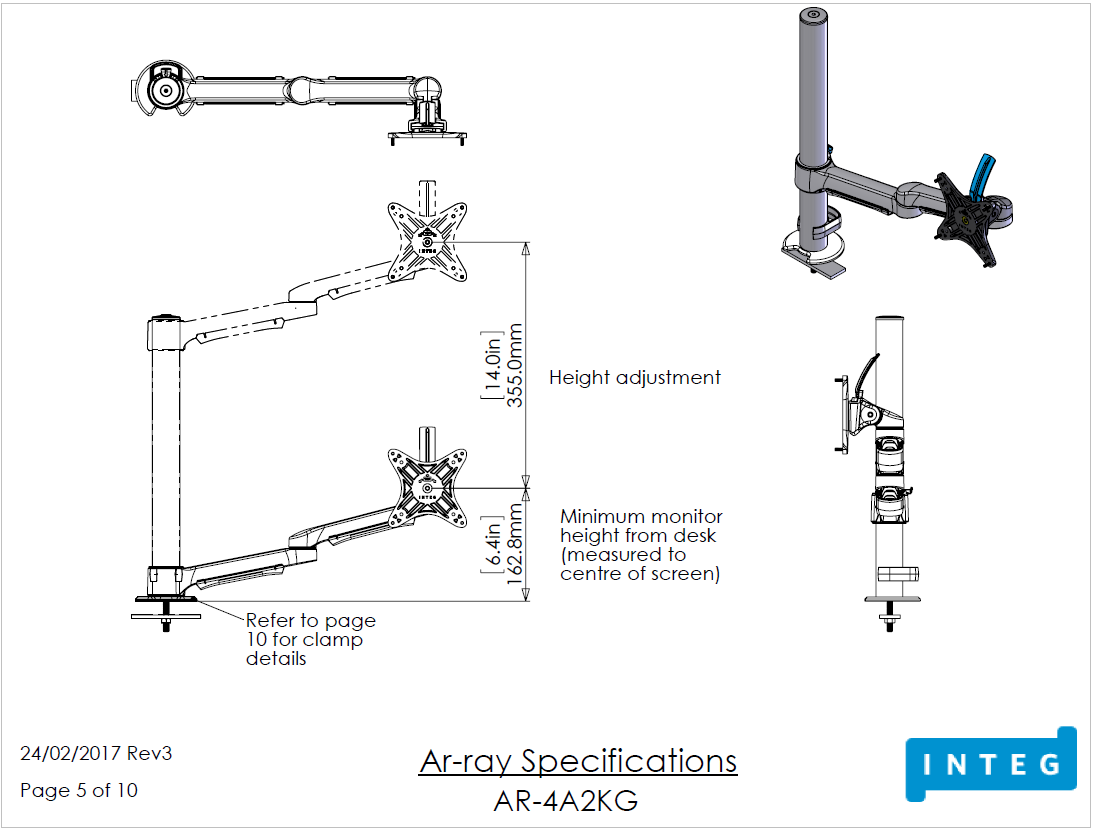 [14.0in]
355.0mm
Height adjustment
[6.4in]
162.8mm
Minimum monitor
height from desk
(measured to
centre of screen)
Refer to page
10 for clamp
details
24/02/2017 Rev3
Page 5 of 10
Ar-ray Specifications
AR-4A2KG
INTEG
INTEG
INTEG